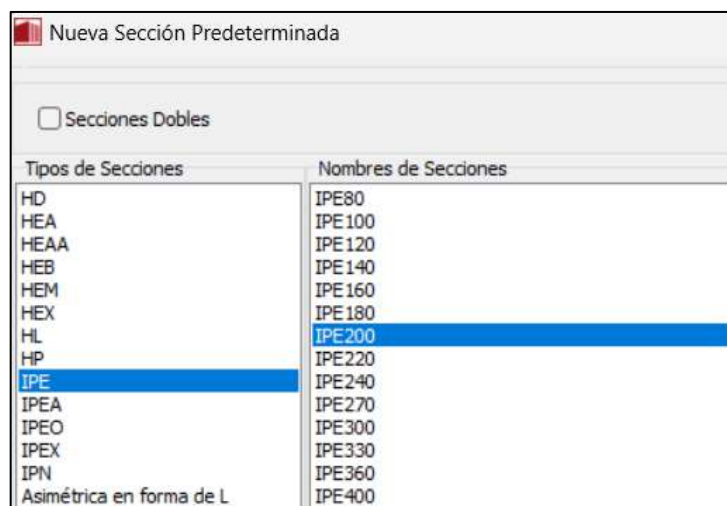 Nueva Sección Predeterminada
Secciones Dobles
Tipos de Secciones
HD
HEA
HEAA
HEB
HEM
HEX
HL
HP
IPE
IPEA
IPEO
IPEX
IPN
Asimétrica en forma de L
Nombres de Secciones
IPE80
IPE100
IPE120
IPE140
IPE160
IPE180
IPE200
IPE220
IPE240
IPE270
IPE300
IPE330
IPE360
IPE400